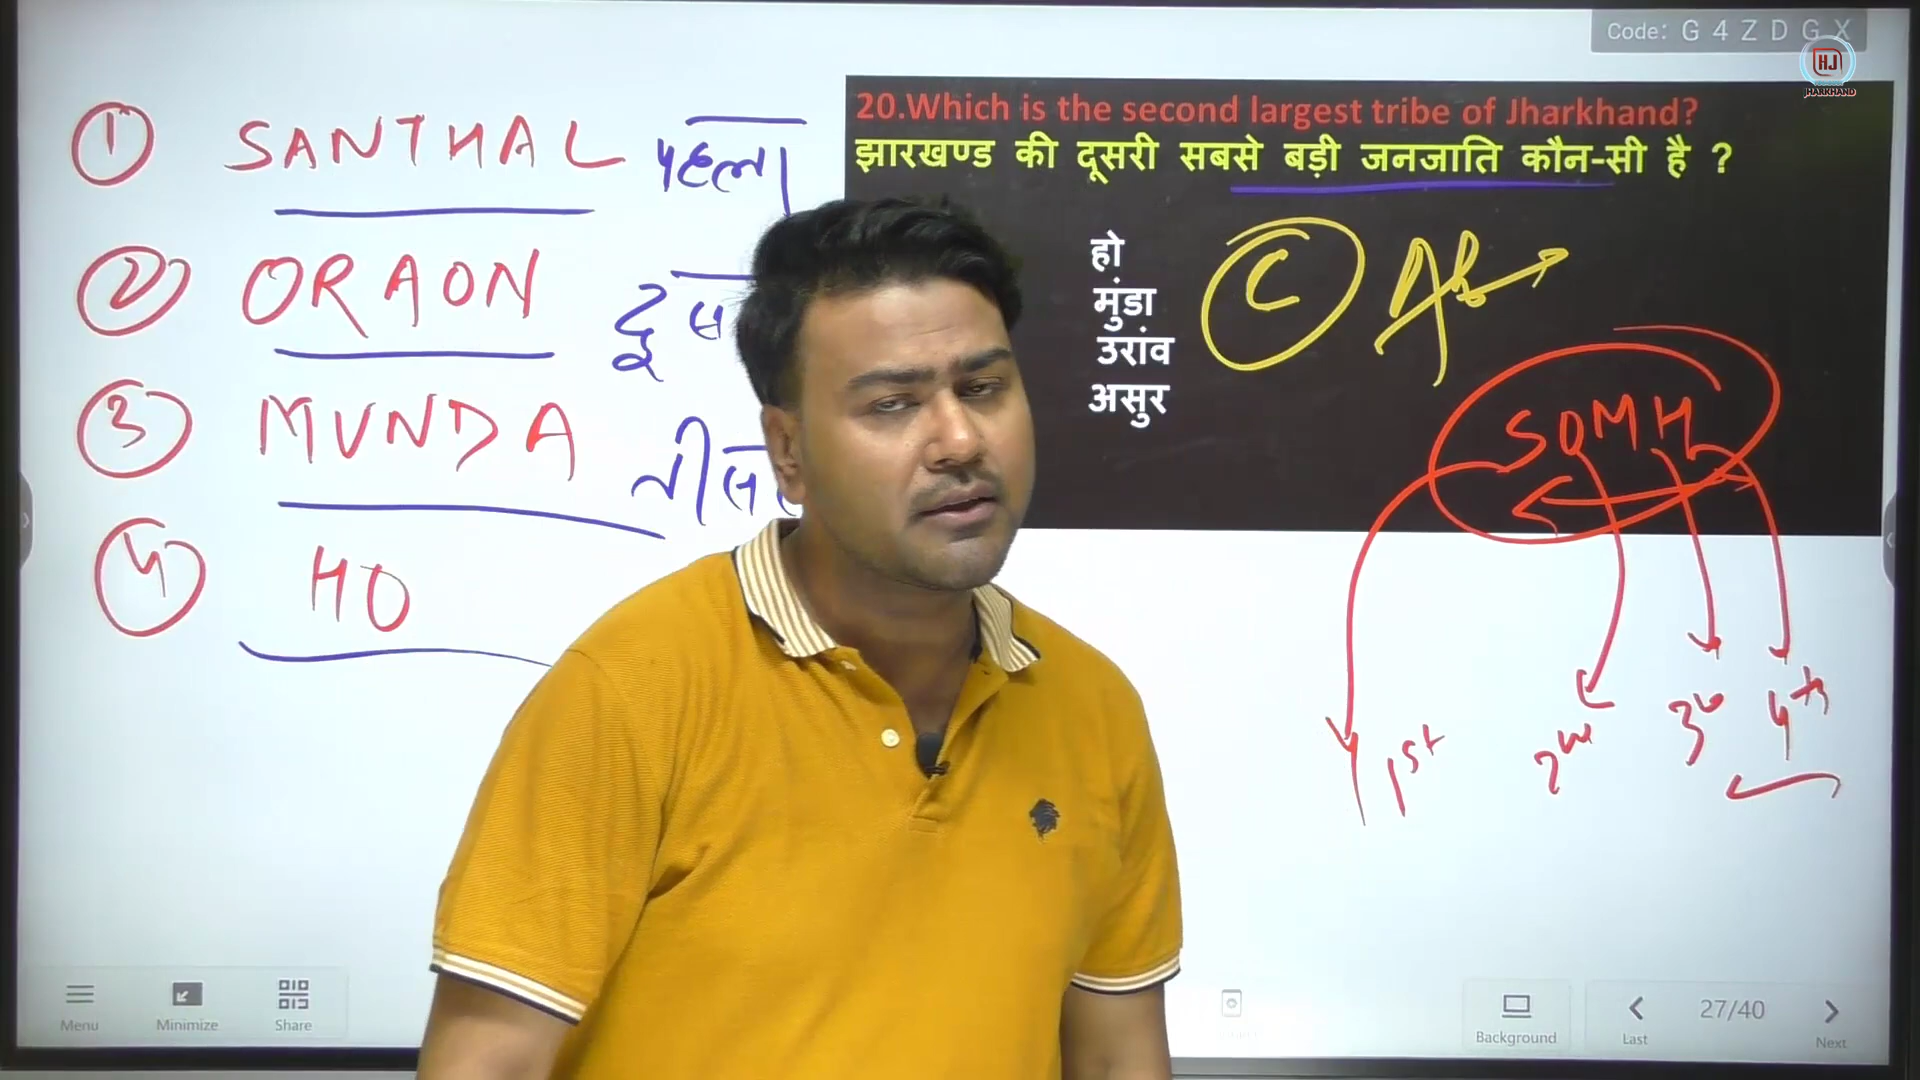 Code: G 4 Z D G X
HJ
JHARKHAND
20.Which is the second largest tribe of Jharkhand?
झारखण्ड की दूसरी सबसे बड़ी जनजाति कौन-सी है ?
हो
मुंडा
उरांव
असुर
C
1 SANTHAL पहला
2 ORAON
3 MUNDA
4 HO
SOMH
1st 2nd 3rd 4th
Menu
Minimize
Share
Background
Last
27/40
Next